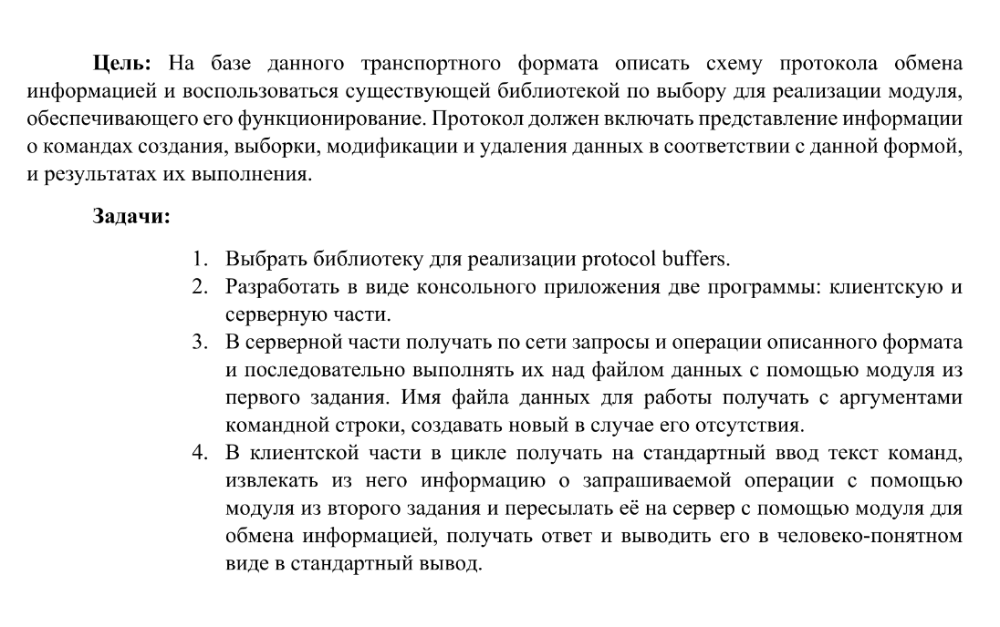 Цель: На базе данного транспортного формата описать схему протокола обмена
информацией и воспользоваться существующей библиотекой по выбору для реализации модуля,
обеспечивающего его функционирование. Протокол должен включать представление информации
о командах создания, выборки, модификации и удаления данных в соответствии с данной формой,
и результатах их выполнения.
Задачи:
1. Выбрать библиотеку для реализации protocol buffers.
2. Разработать в виде консольного приложения две программы: клиентскую и
серверную части.
3. В серверной части получать по сети запросы и операции описанного формата
и последовательно выполнять их над файлом данных с помощью модуля из
первого задания. Имя файла данных для работы получать с аргументами
командной строки, создавать новый в случае его отсутствия.
4. В клиентской части в цикле получать на стандартный ввод текст команд,
извлекать из него информацию о запрашиваемой операции с помощью
модуля из второго задания и пересылать её на сервер с помощью модуля для
обмена информацией, получать ответ и выводить его в человеко-понятном
виде в стандартный вывод.